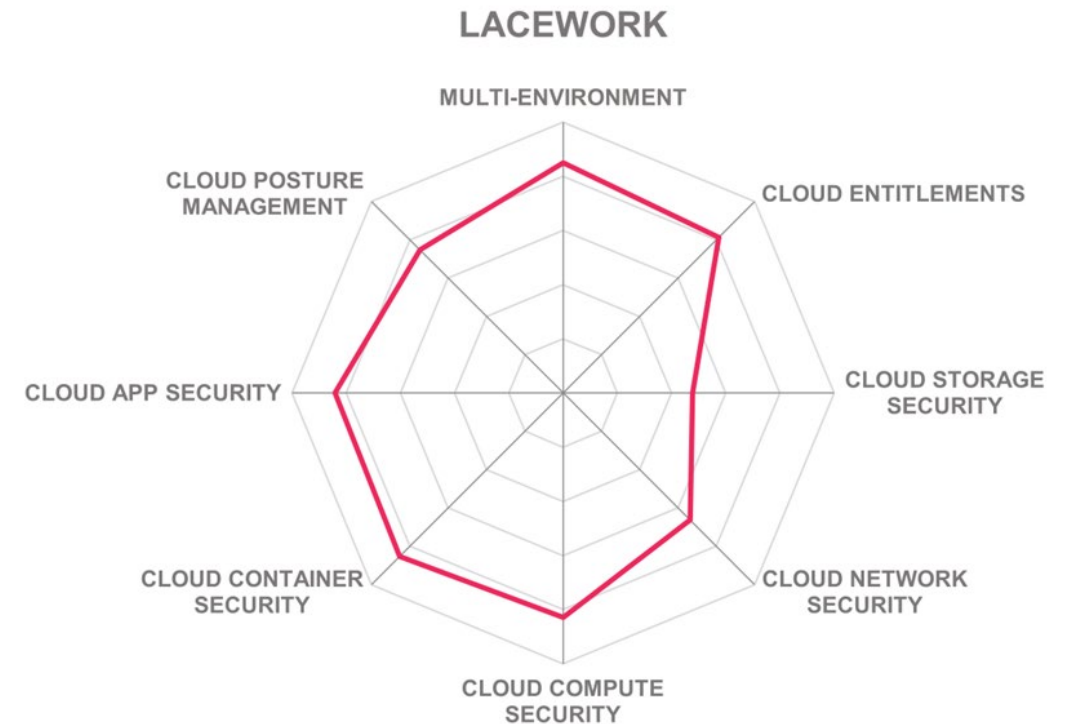 LACEWORK
MULTI-ENVIRONMENT
CLOUD POSTURE
MANAGEMENT
CLOUD ENTITLEMENTS
CLOUD APP SECURITY
CLOUD STORAGE
SECURITY
CLOUD CONTAINER
SECURITY
CLOUD NETWORK
SECURITY
CLOUD COMPUTE
SECURITY